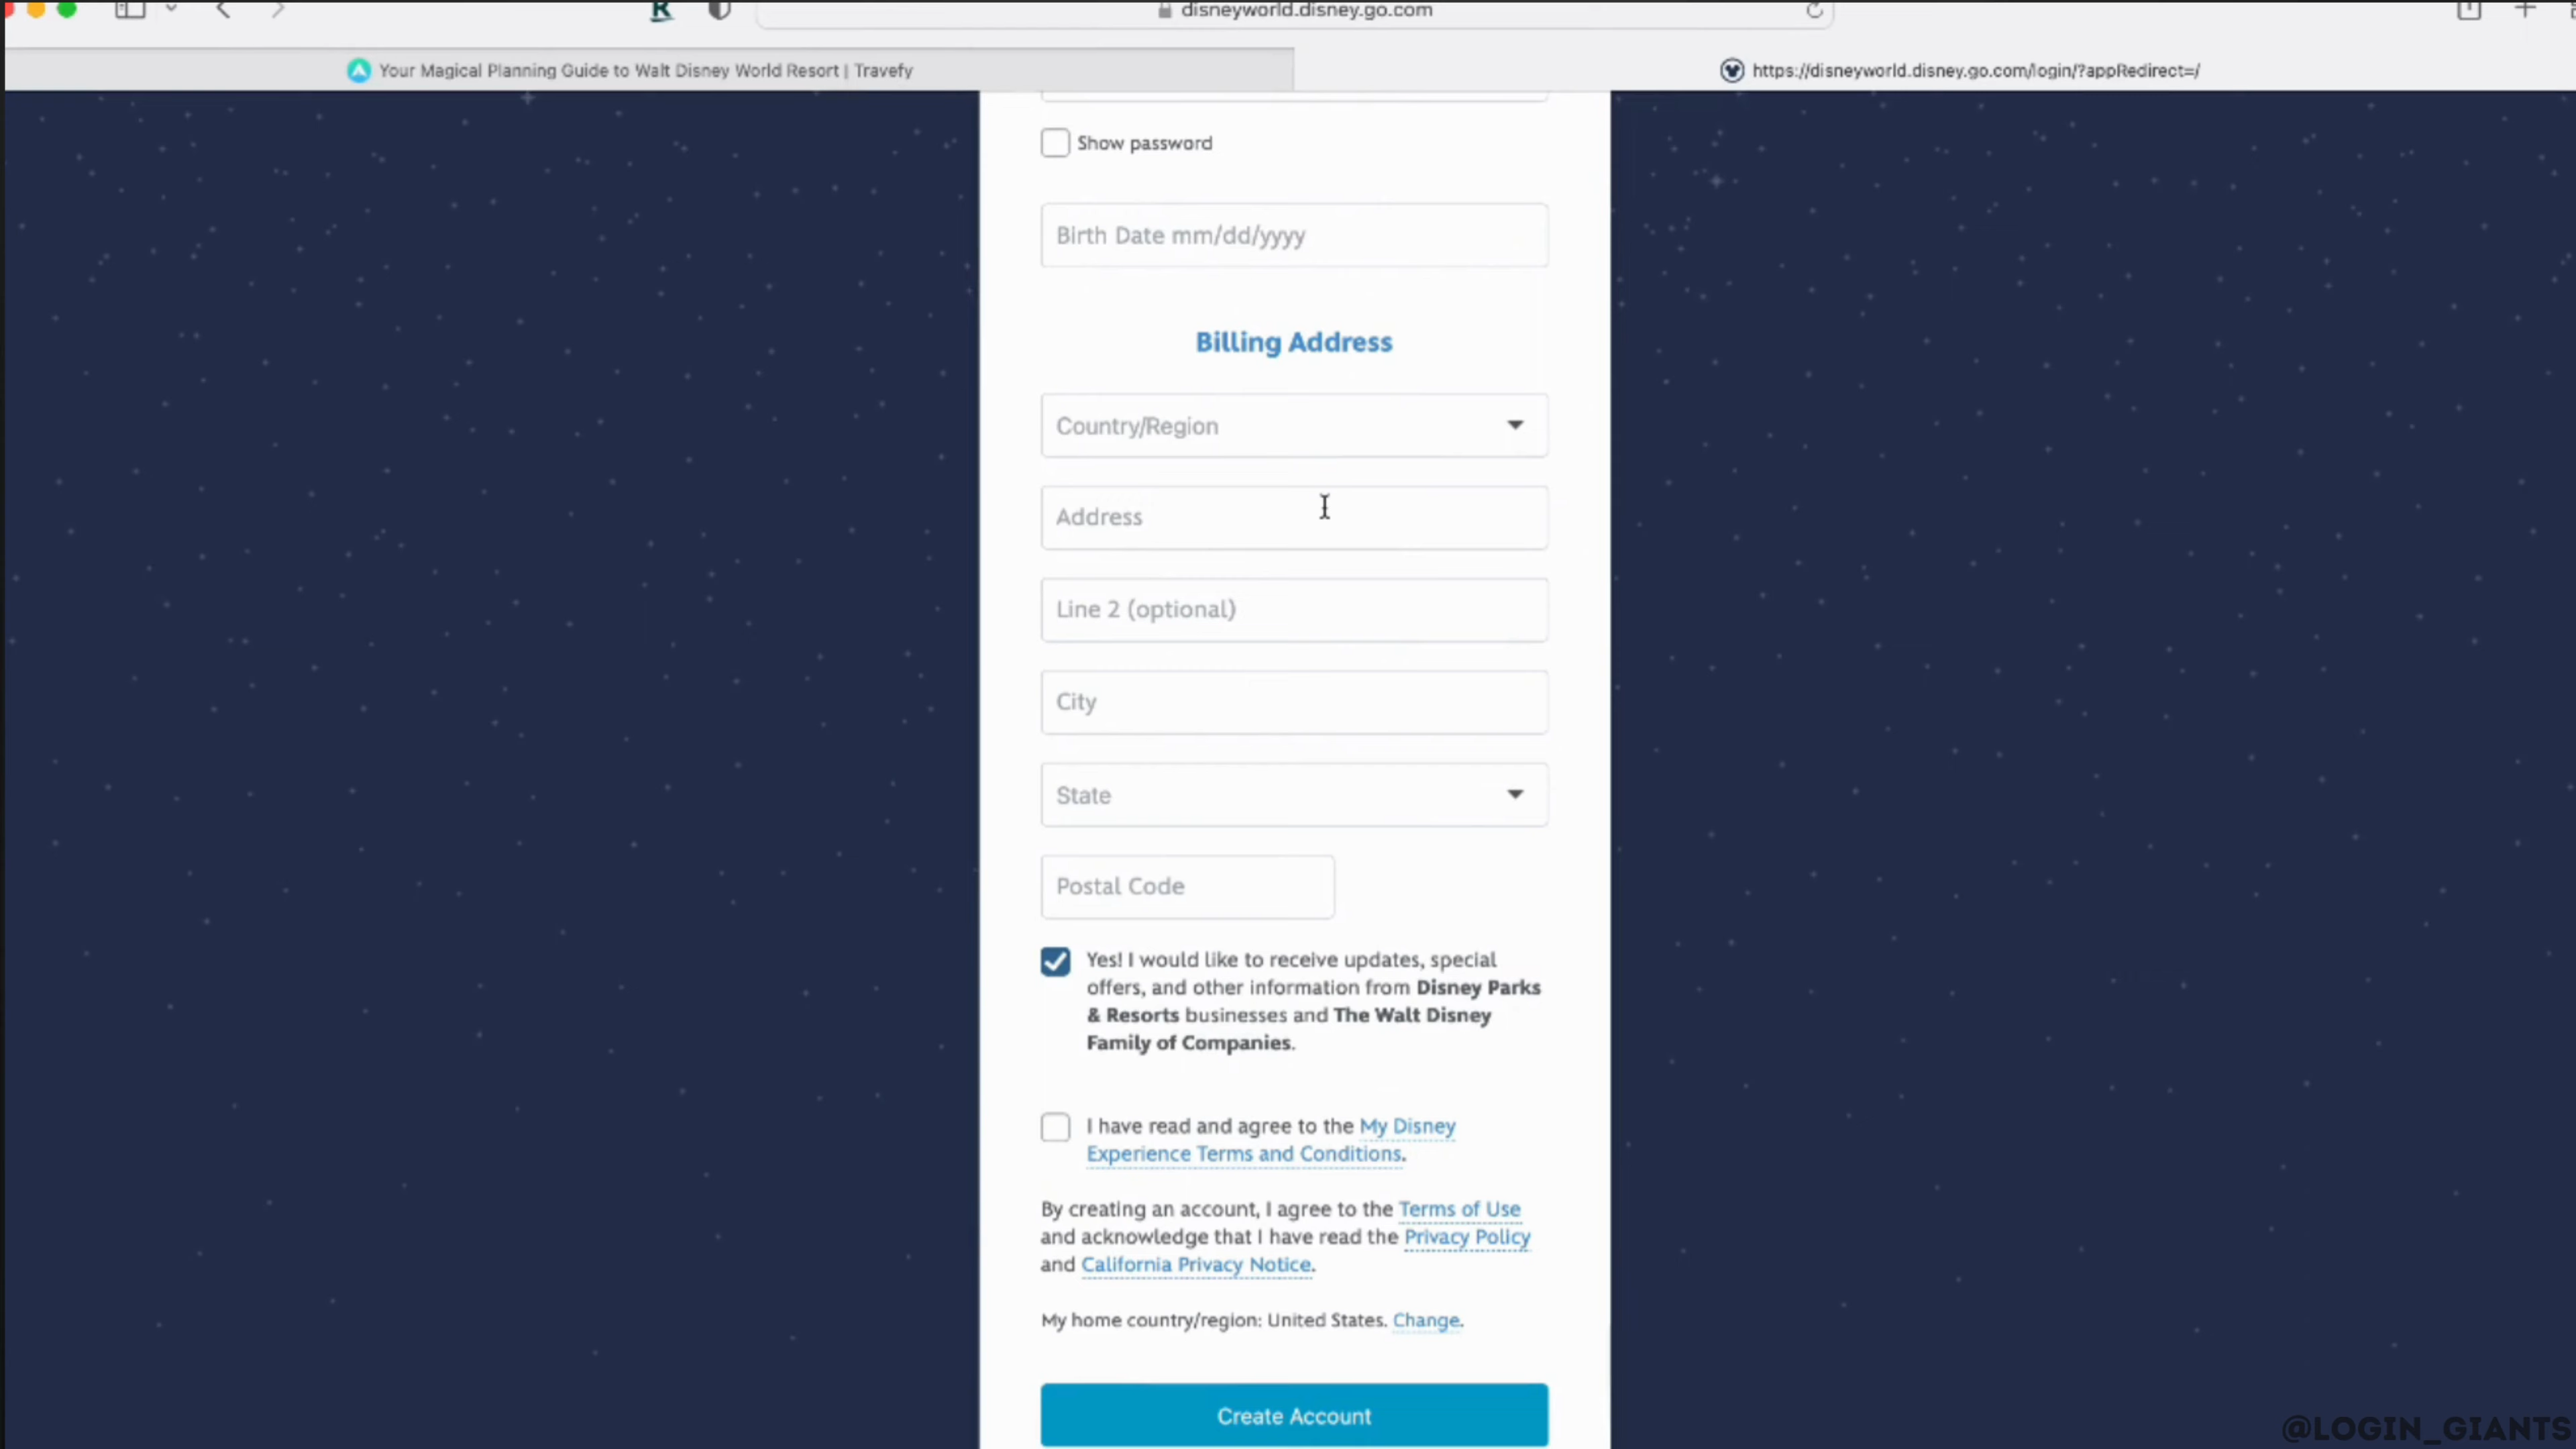 disneyworld.disney.go.com
Your Magical Planning Guide to Walt Disney World Resort | Travefy
https://disneyworld.disney.go.com/login/?appRedirect=/
Show password
Birth Date mm/dd/yyyy
Billing Address
Country/Region
Address
Line 2 (optional)
City
State
Postal Code
Yes! I would like to receive updates, special
offers, and other information from Disney Parks
& Resorts businesses and The Walt Disney
Family of Companies.
I have read and agree to the My Disney
Experience Terms and Conditions.
By creating an account, I agree to the Terms of Use
and acknowledge that I have read the Privacy Policy
and California Privacy Notice.
My home country/region: United States. Change.
Create Account
@LOGIN_GIANTS